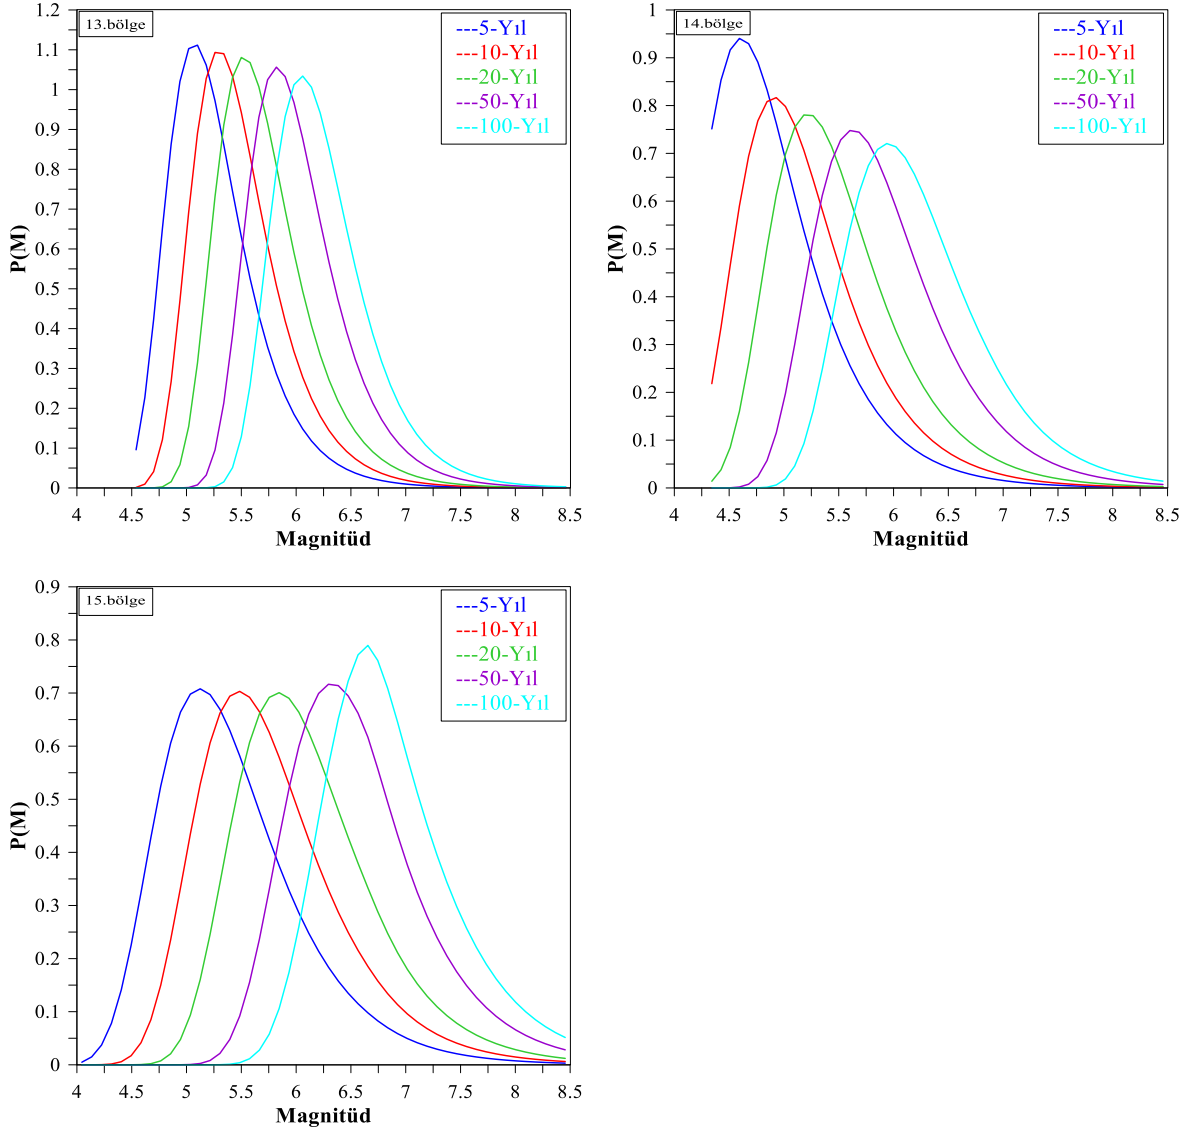 13.bölge
---5-Yıl
---10-Yıl
---20-Yıl
---50-Yıl
---100-Yıl
1.2
1.1
1
0.9
0.8
0.7
0.6
0.5
0.4
0.3
0.2
0.1
0
P(M)
4 4.5 5 5.5 6 6.5 7 7.5 8 8.5
Magnitüd
14.bölge
---5-Yıl
---10-Yıl
---20-Yıl
---50-Yıl
---100-Yıl
1
0.9
0.8
0.7
0.6
0.5
0.4
0.3
0.2
0.1
0
P(M)
4 4.5 5 5.5 6 6.5 7 7.5 8 8.5
Magnitüd
15.bölge
---5-Yıl
---10-Yıl
---20-Yıl
---50-Yıl
---100-Yıl
0.9
0.8
0.7
0.6
0.5
0.4
0.3
0.2
0.1
0
P(M)
4 4.5 5 5.5 6 6.5 7 7.5 8 8.5
Magnitüd